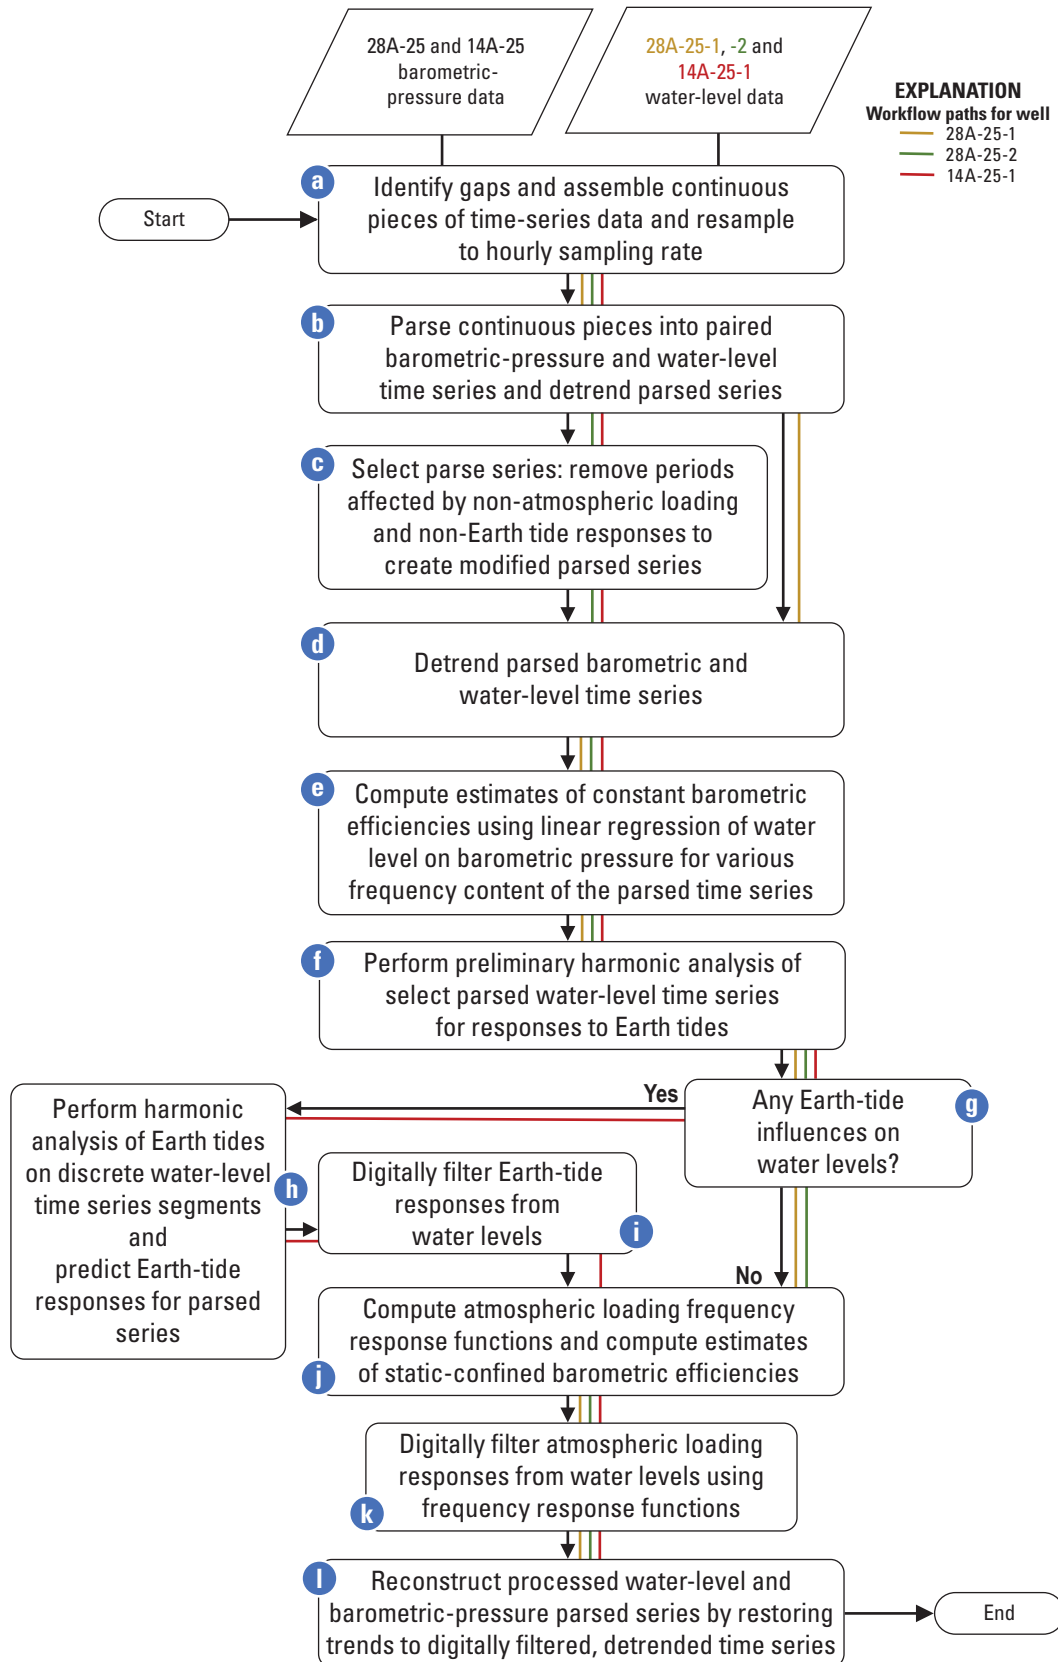 28A-25 and 14A-25
barometric-
pressure data
28A-25-1, -2 and
14A-25-1
water-level data
EXPLANATION
Workflow paths for well
28A-25-1
28A-25-2
14A-25-1
Start
a
Identify gaps and assemble continuous
pieces of time-series data and resample
to hourly sampling rate
b
Parse continuous pieces into paired
barometric-pressure and water-level
time series and detrend parsed series
c
Select parse series: remove periods
affected by non-atmospheric loading
and non-Earth tide responses to
create modified parsed series
d
Detrend parsed barometric and
water-level time series
e
Compute estimates of constant barometric
efficiencies using linear regression of water
level on barometric pressure for various
frequency content of the parsed time series
f
Perform preliminary harmonic analysis of
select parsed water-level time series
for responses to Earth tides
g
Any Earth-tide
influences on
water levels?
Yes
No
h
Perform harmonic
analysis of Earth tides
on discrete water-level
time series segments
and
predict Earth-tide
responses for parsed
series
i
Digitally filter Earth-tide
responses from
water levels
j
Compute atmospheric loading frequency
response functions and compute estimates
of static-confined barometric efficiencies
k
Digitally filter atmospheric loading
responses from water levels using
frequency response functions
l
Reconstruct processed water-level and
barometric-pressure parsed series by restoring
trends to digitally filtered, detrended time series
End